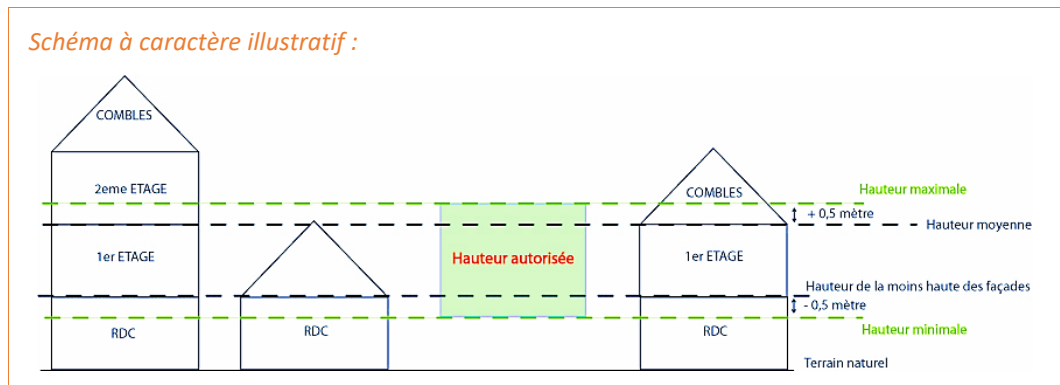 Schéma à caractère illustratif :
COMBLES
2eme ETAGE
COMBLES
Hauteur maximale
+ 0,5 mètre
Hauteur moyenne
1er ETAGE
Hauteur autorisée
1er ETAGE
Hauteur de la moins haute des façades
- 0,5 mètre
RDC
RDC
RDC
Hauteur minimale
Terrain naturel